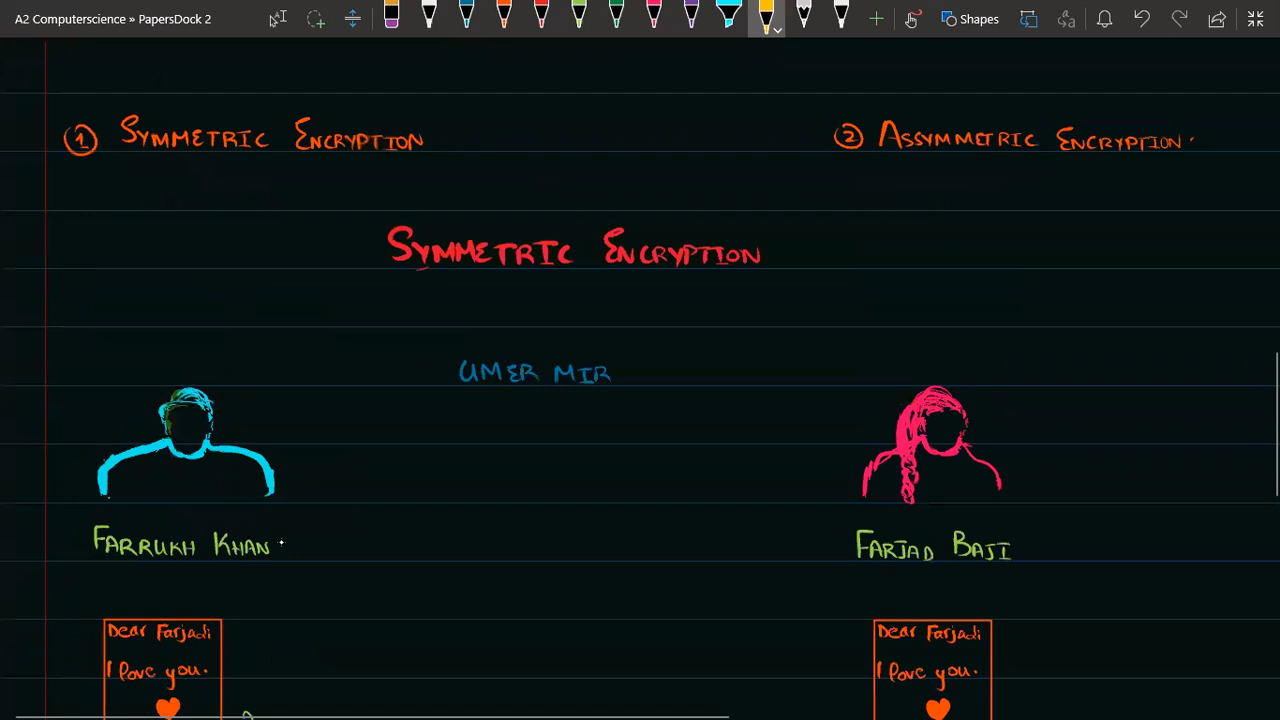 A2 Computerscience » PapersDock 2
Shapes
① SYMMETRIC ENCRYPTION
② ASSYMMETRIC ENCRYPTION.
SYMMETRIC ENCRYPTION
UMER MIR
FARRUKH KHAN
FARJAD BAJI
Dear Farjadi
I love you.
Dear Farjadi
I love you.